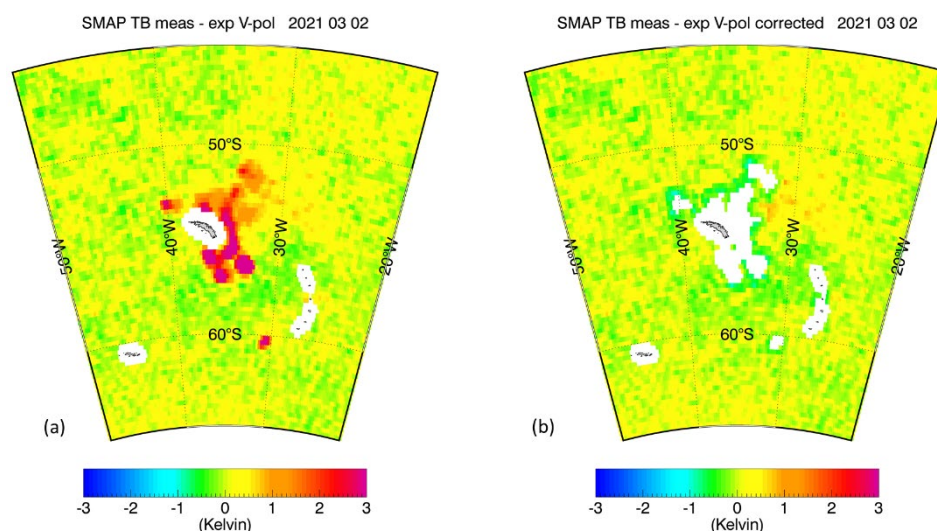 SMAP TB meas - exp V-pol   2021 03 02
50°S
40°W
30°W
50°W
20°W
60°S
(a)
-3 -2 -1 0 1 2 3
(Kelvin)
SMAP TB meas - exp V-pol corrected   2021 03 02
50°S
40°W
30°W
50°W
20°W
60°S
(b)
-3 -2 -1 0 1 2 3
(Kelvin)